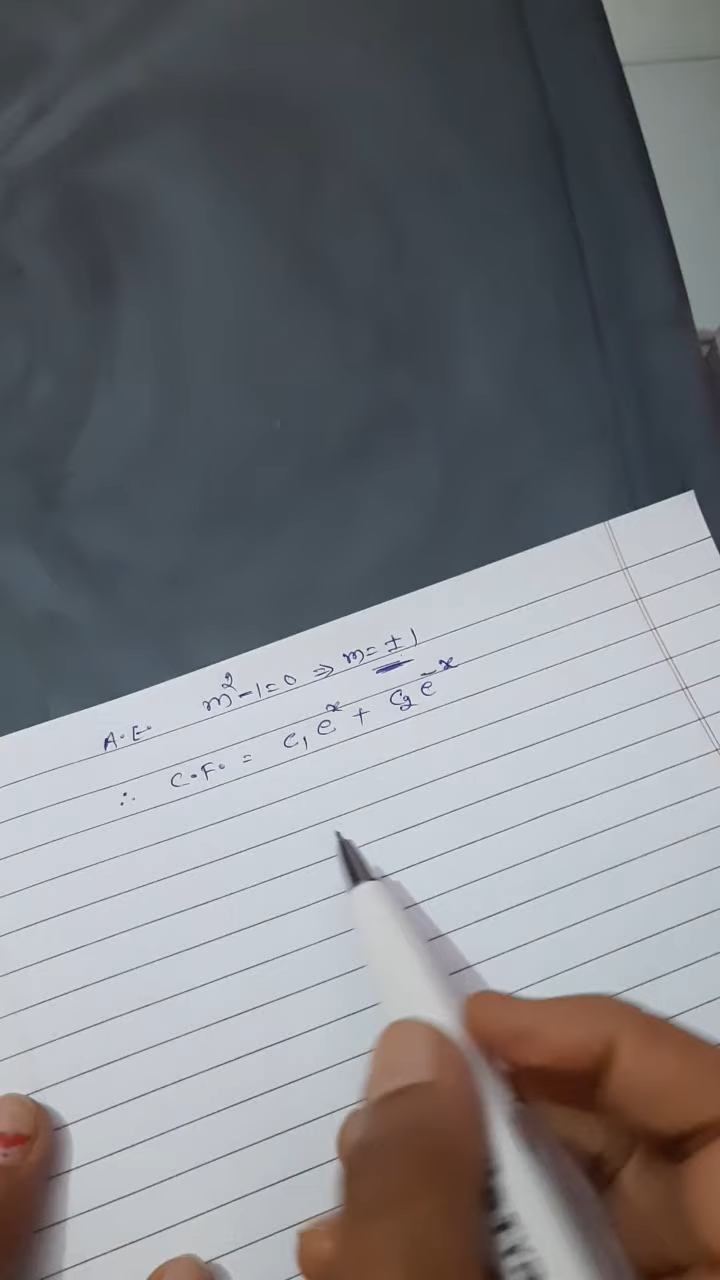 A.E. m²-1=0 ⇒ m=±1
∴ C.F. = c₁eˣ + c₂e⁻ˣ